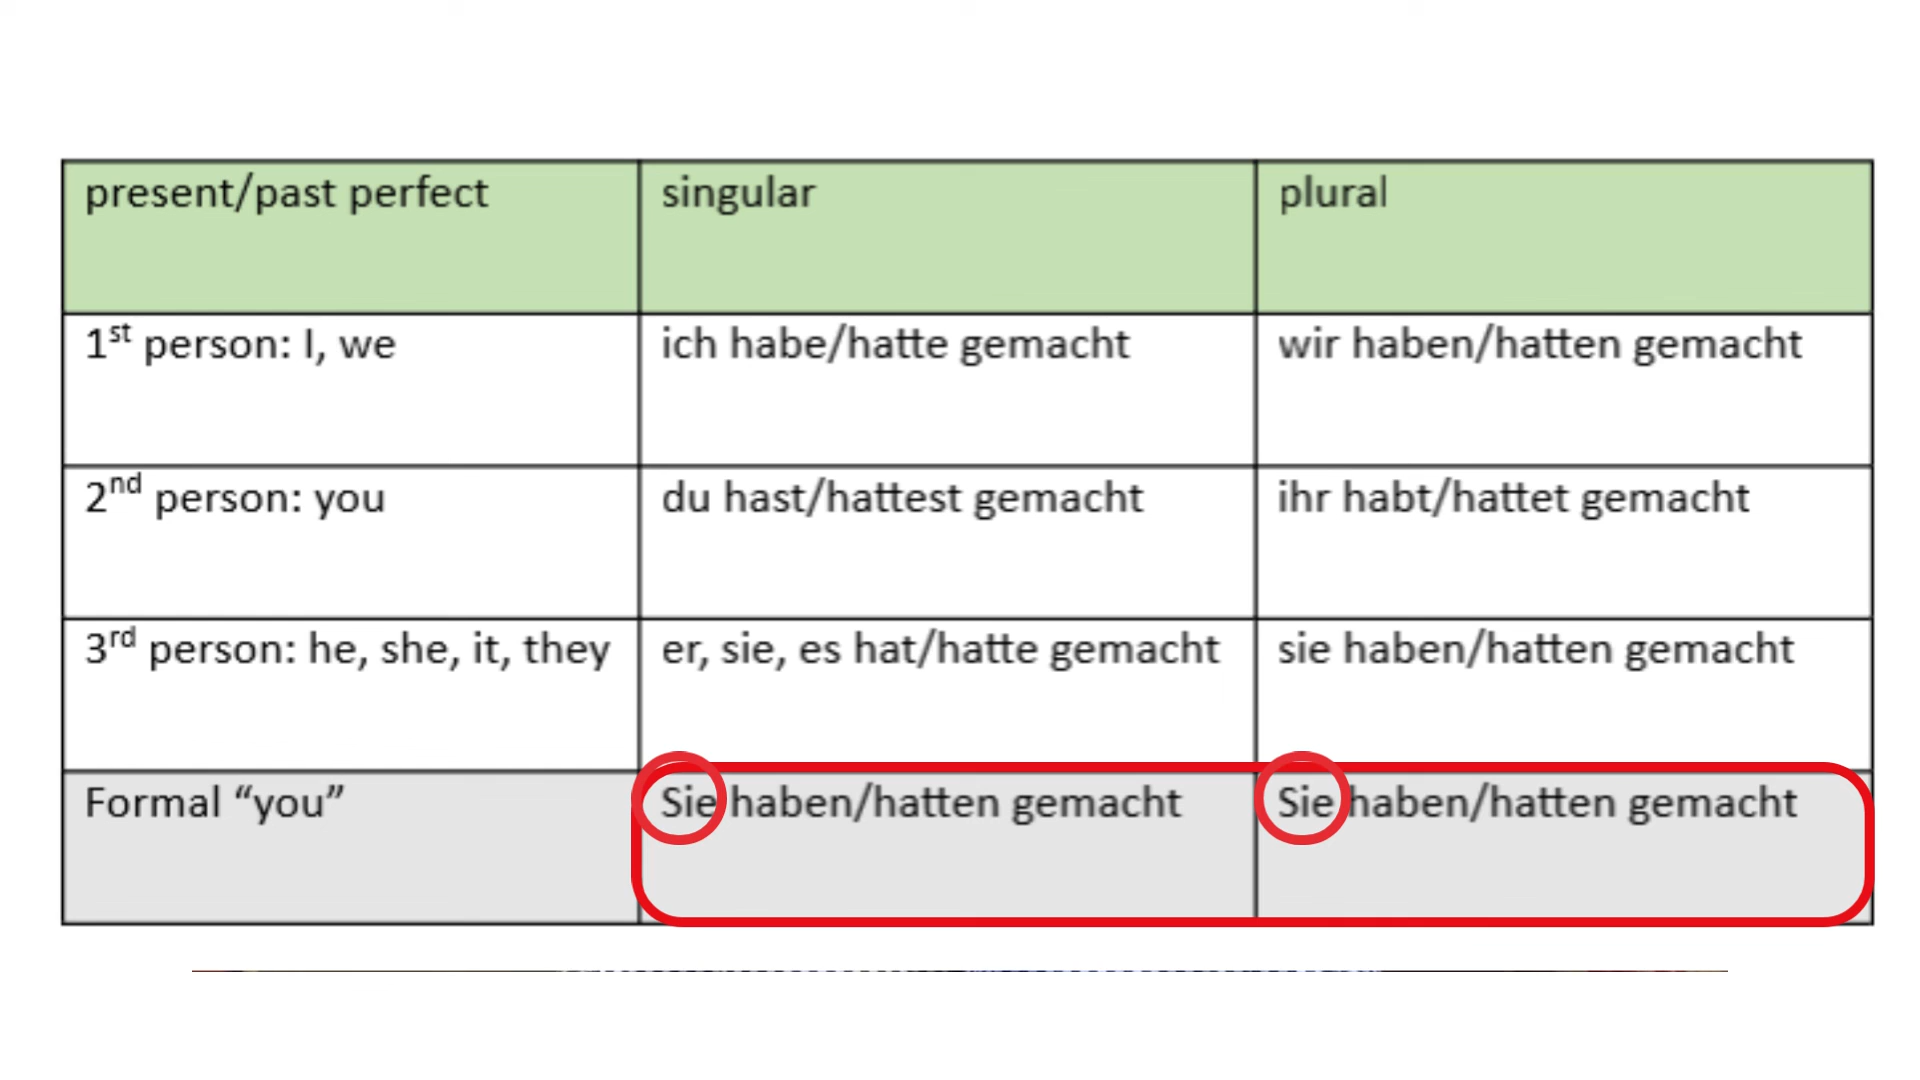 present/past perfect singular plural
1st person: I, we ich habe/hatte gemacht wir haben/hatten gemacht
2nd person: you du hast/hattest gemacht ihr habt/hattet gemacht
3rd person: he, she, it, they er, sie, es hat/hatte gemacht sie haben/hatten gemacht
Formal “you” Sie haben/hatten gemacht Sie haben/hatten gemacht